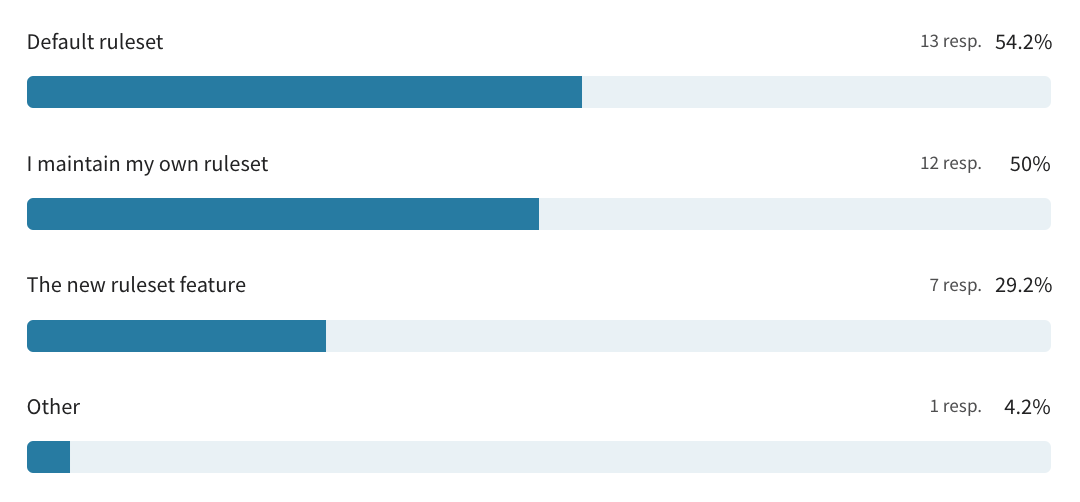 Default ruleset 13 resp. 54.2%
I maintain my own ruleset 12 resp. 50%
The new ruleset feature 7 resp. 29.2%
Other 1 resp. 4.2%